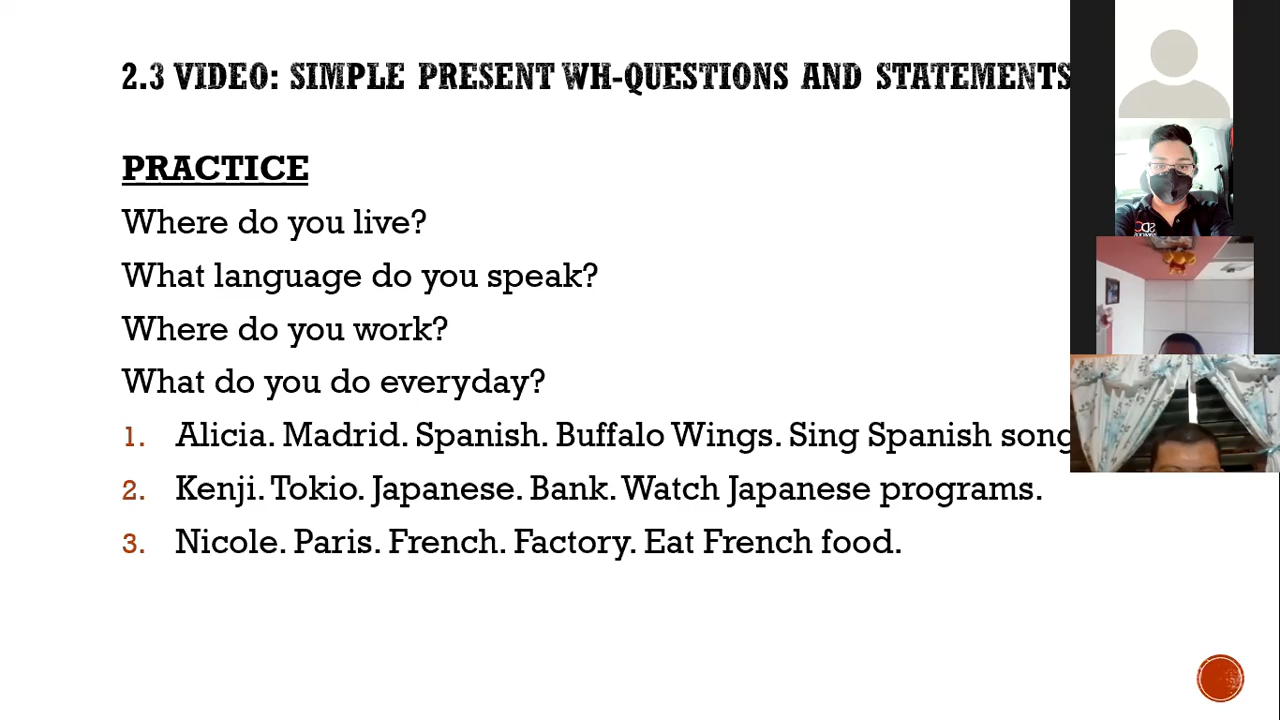 2.3 VIDEO: SIMPLE PRESENT WH-QUESTIONS AND STATEMENTS
PRACTICE
Where do you live?
What language do you speak?
Where do you work?
What do you do everyday?
1. Alicia. Madrid. Spanish. Buffalo Wings. Sing Spanish song
2. Kenji. Tokio. Japanese. Bank. Watch Japanese programs.
3. Nicole. Paris. French. Factory. Eat French food.